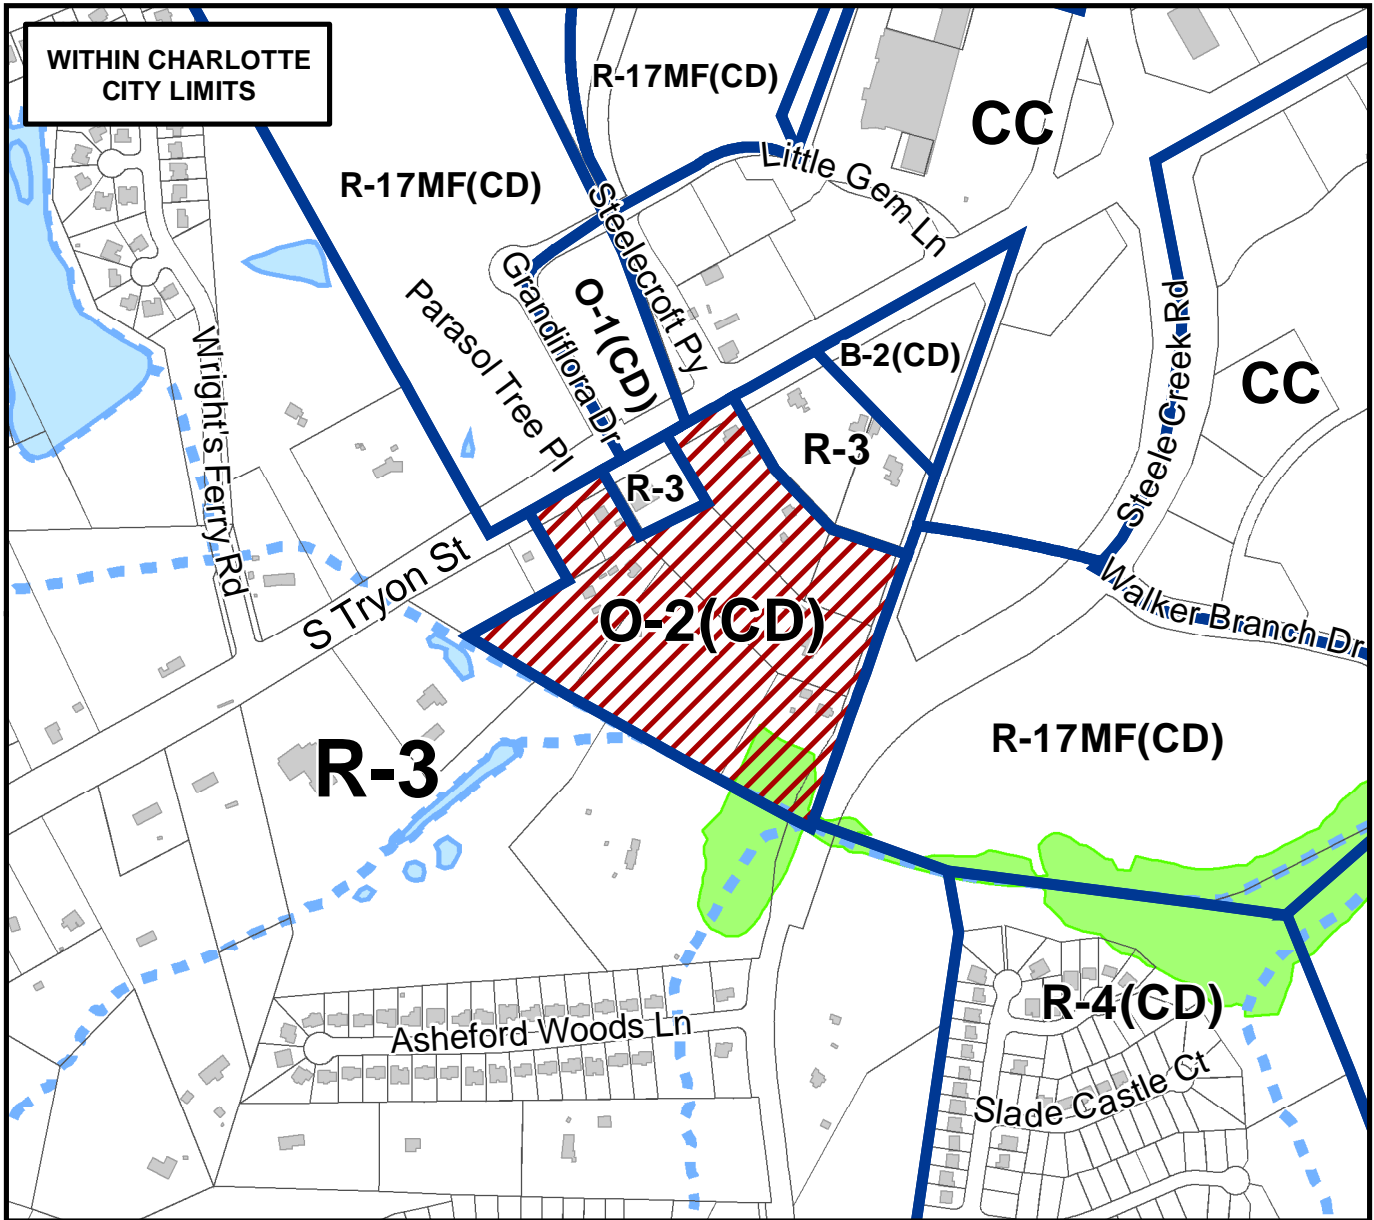 WITHIN CHARLOTTE
CITY LIMITS
R-17MF(CD)
CC
Little Gem Ln
R-17MF(CD)
Steelecroft Py
Grandiflora Dr
O-1(CD)
Parasol Tree Pl
Wright's Ferry Rd
B-2(CD)
Steele Creek Rd
CC
R-3
R-3
S Tryon St
O-2(CD)
Walker Branch Dr
R-3
R-17MF(CD)
R-4(CD)
Asheford Woods Ln
Slade Castle Ct